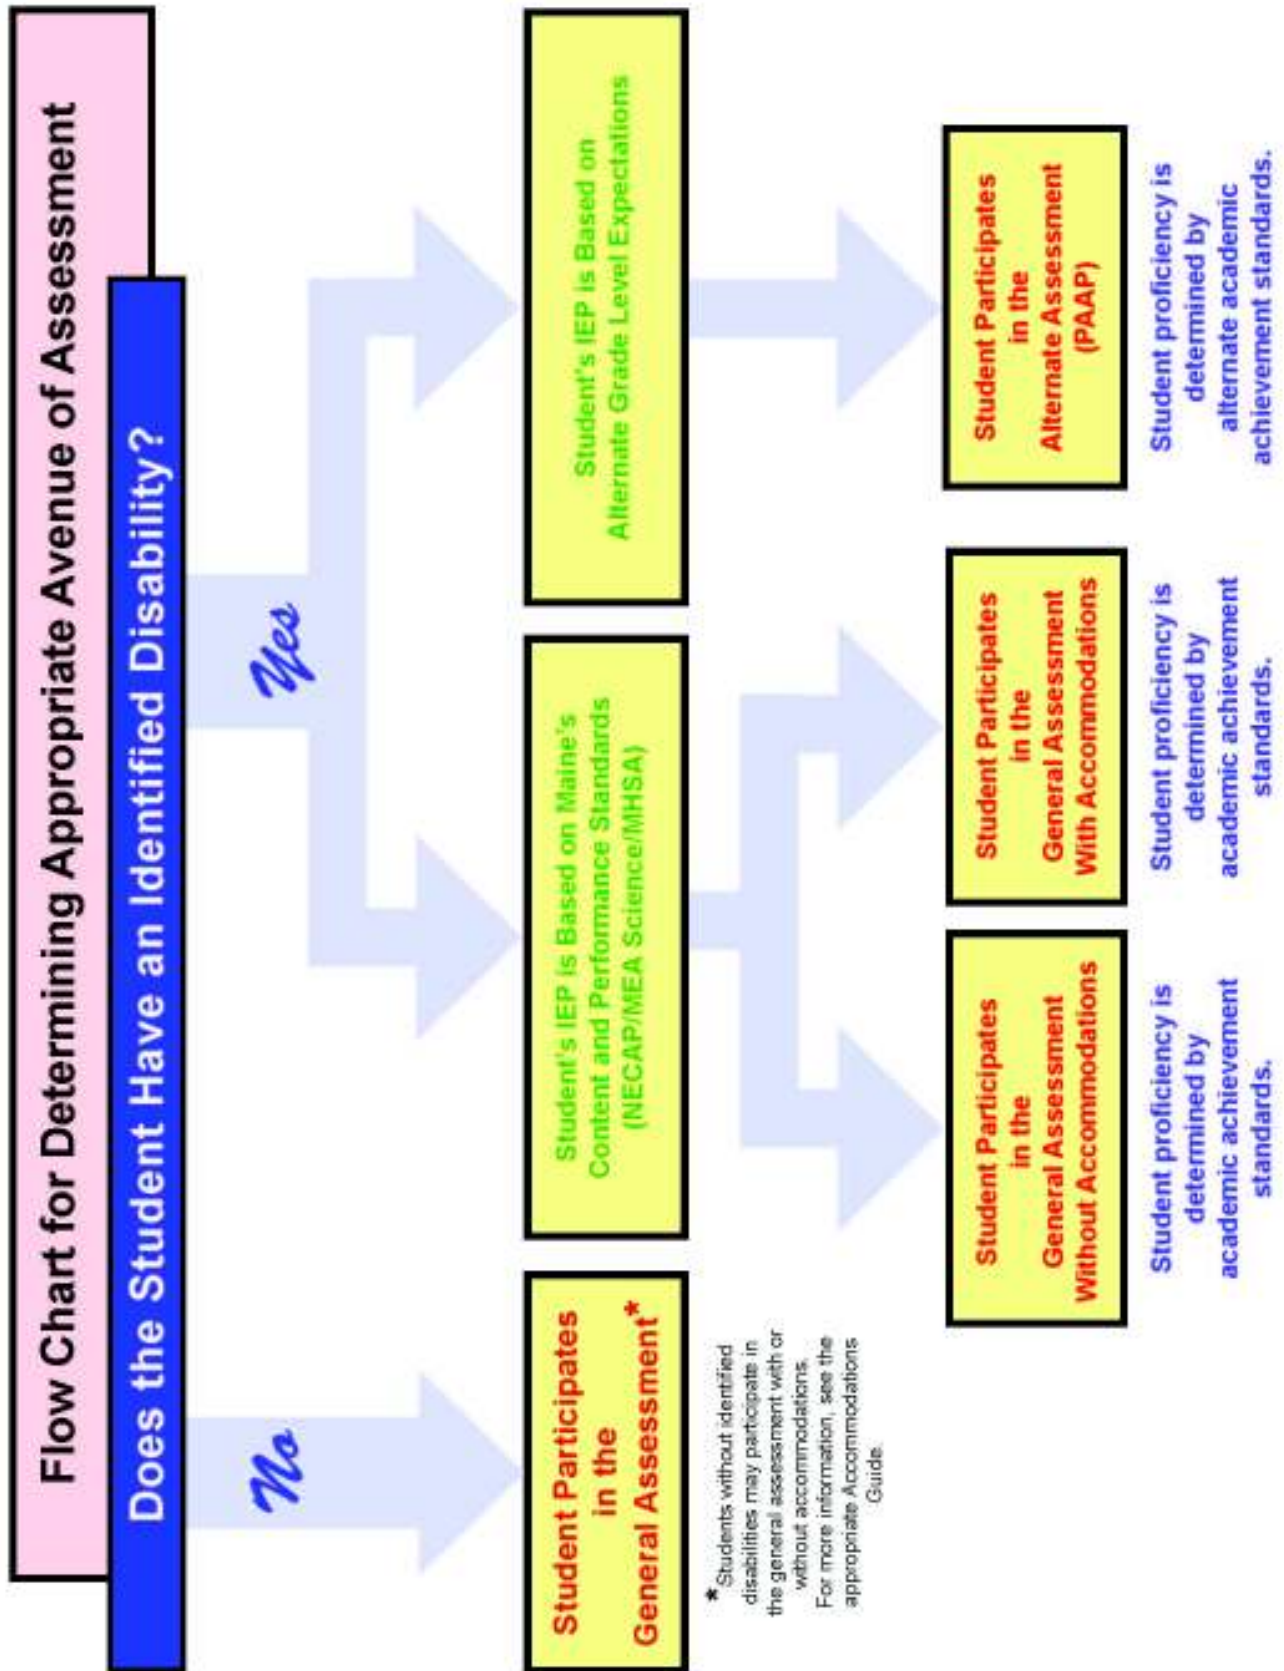 Flow Chart for Determining Appropriate Avenue of Assessment
Does the Student Have an Identified Disability?
No
Yes
Student Participates
in the
General Assessment*
* Students without identified
disabilities may participate in
the general assessment with or
without accommodations.
For more information, see the
appropriate Accommodations
Guide.
Student's IEP is Based on Maine's
Content and Performance Standards
(NECAP/MEA Science/MHSA)
Student's IEP is Based on
Alternate Grade Level Expectations
Student Participates
in the
General Assessment
Without Accommodations
Student proficiency is
determined by
academic achievement
standards.
Student Participates
in the
General Assessment
With Accommodations
Student proficiency is
determined by
academic achievement
standards.
Student Participates
in the
Alternate Assessment
(PAAP)
Student proficiency is
determined by
alternate academic
achievement standards.